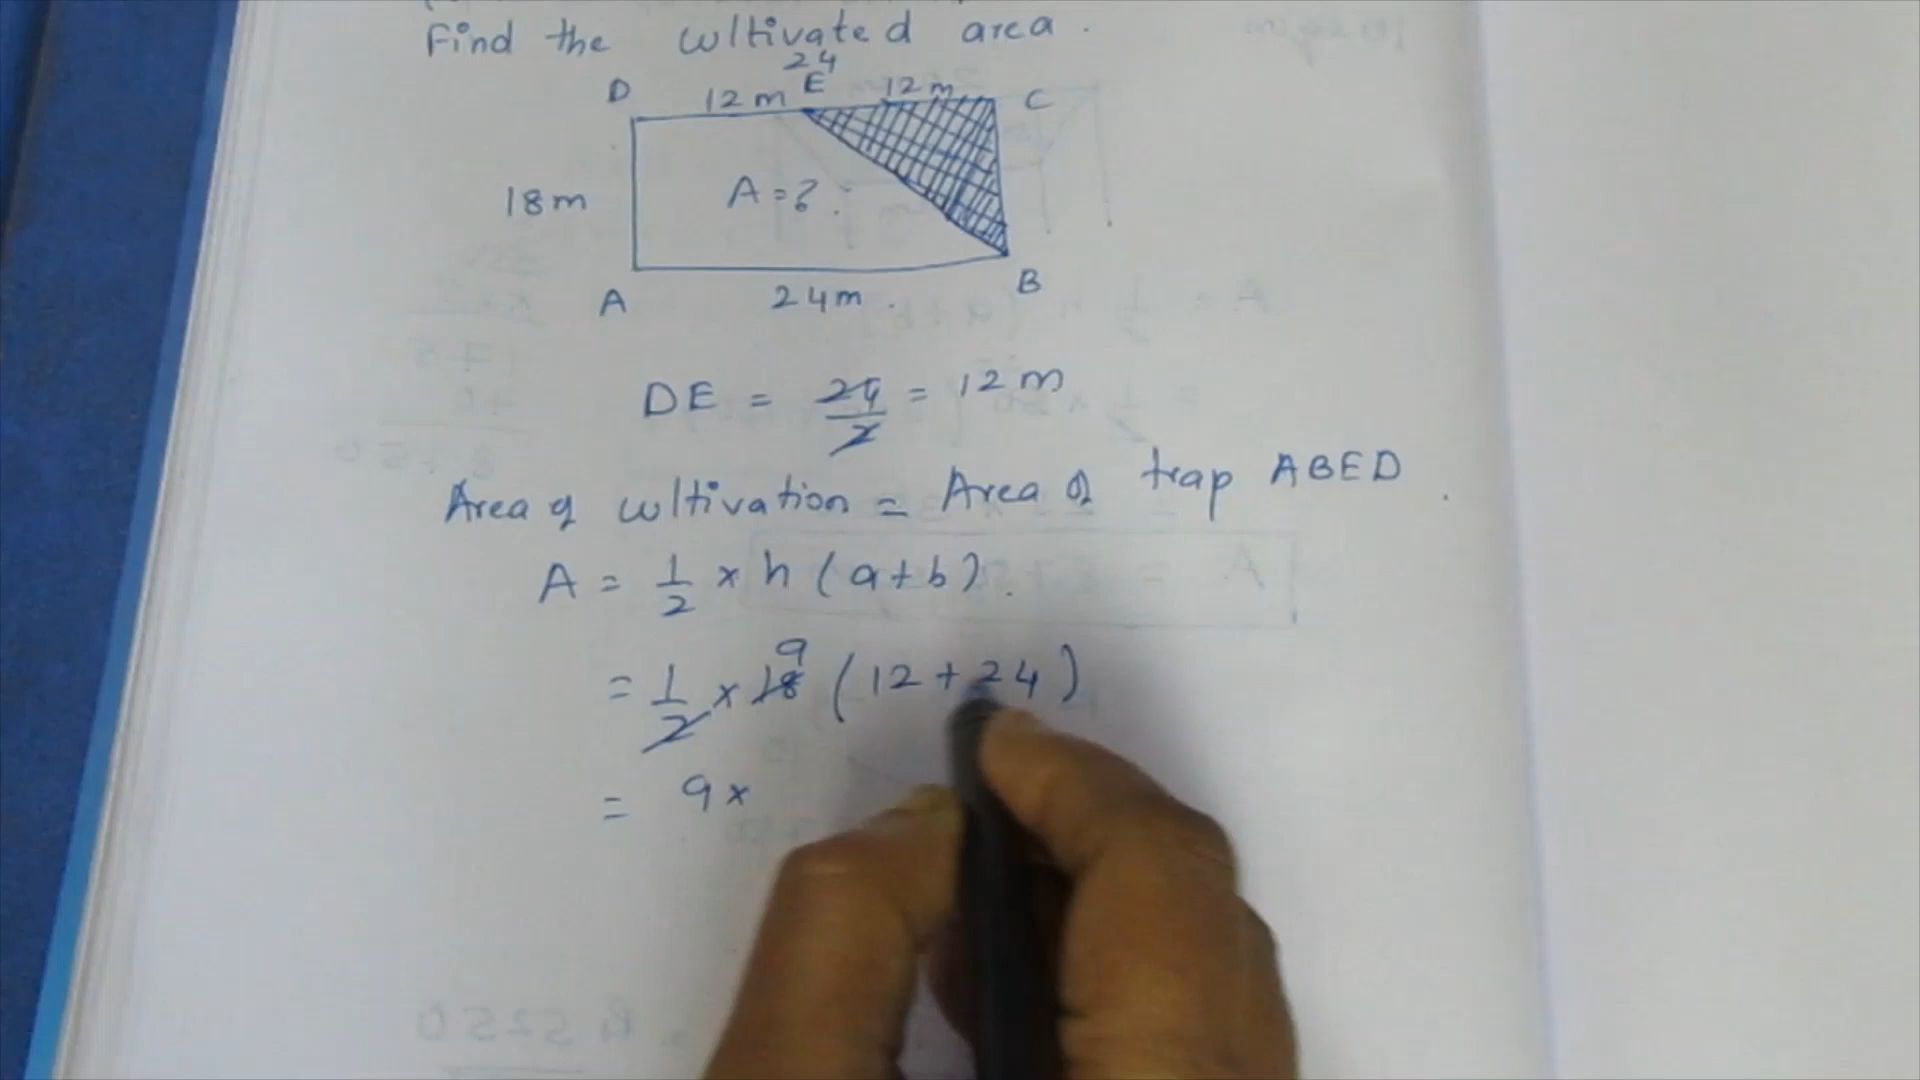 Find the cultivated area.
24
D 12m E 12m C
18m A=?
A 24m. B
DE = 24/2 = 12m
Area of cultivation = Area of trap ABED.
A = 1/2 × h (a+b).
= 1/2 × 18 9 (12+24)
= 9×